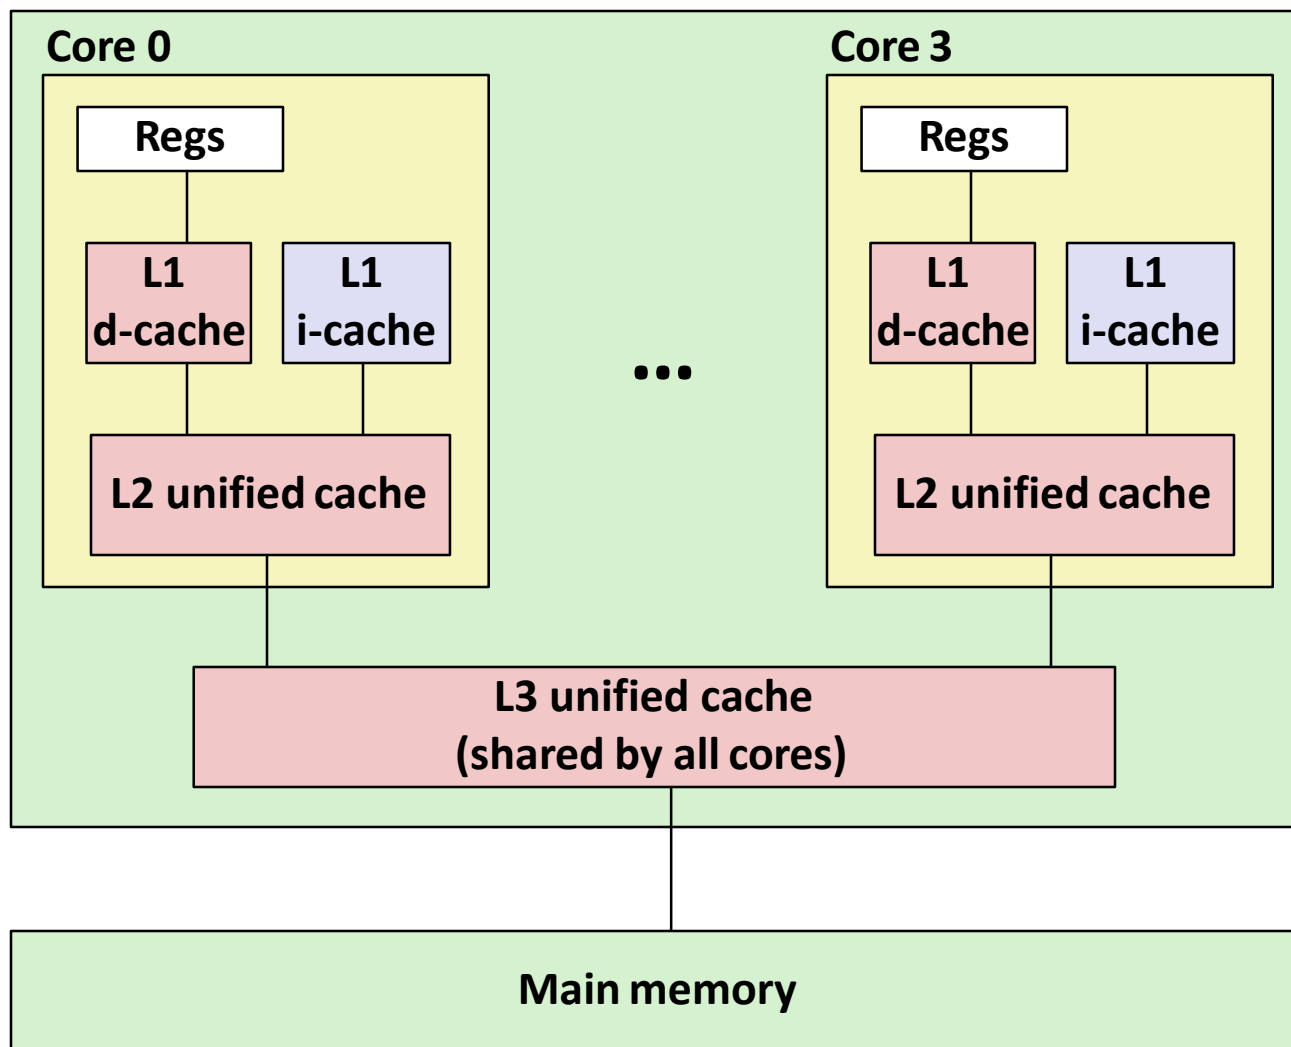 Core 0
Regs
L1
d-cache
L1
i-cache
L2 unified cache
...
Core 3
Regs
L1
d-cache
L1
i-cache
L2 unified cache
L3 unified cache
(shared by all cores)
Main memory